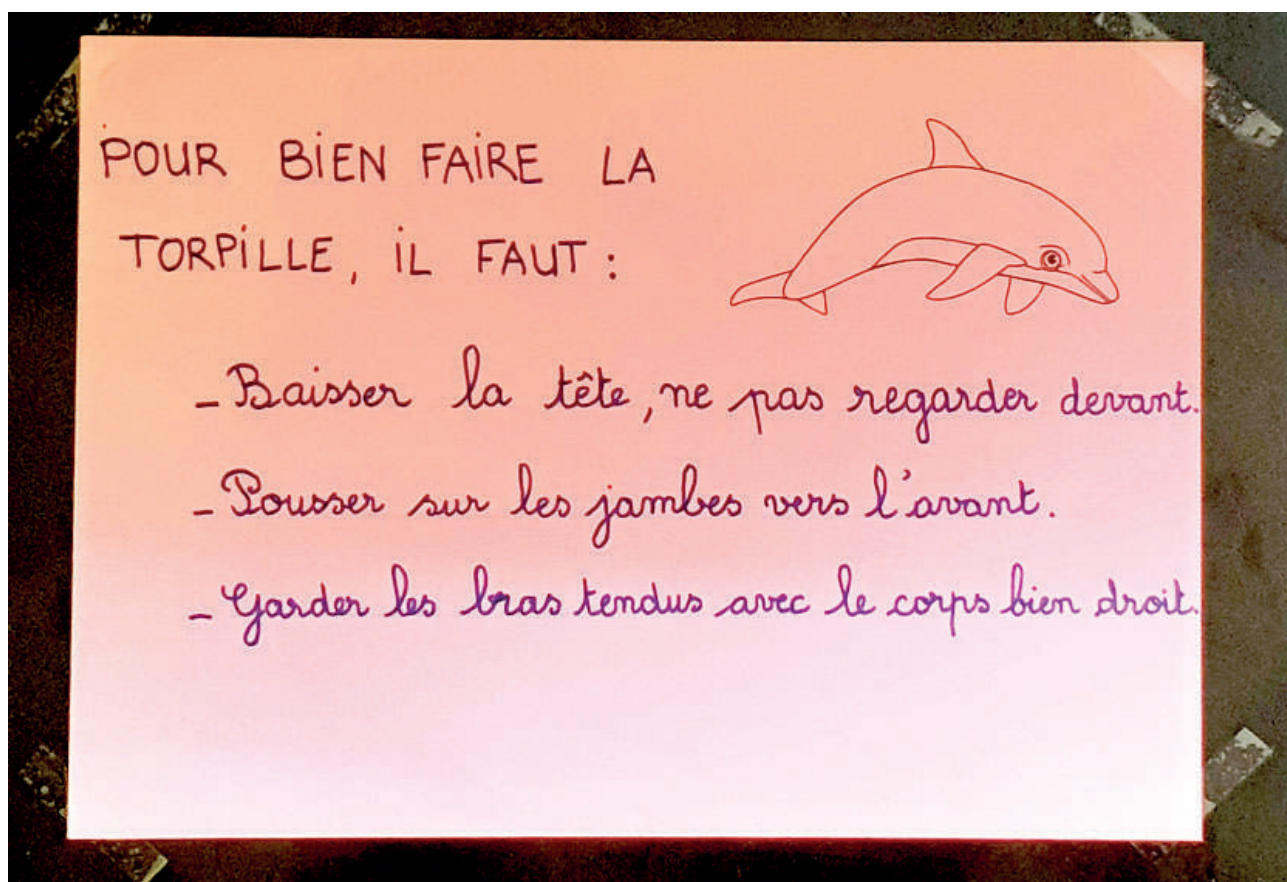 POUR BIEN FAIRE LA
TORPILLE, IL FAUT :
- Baisser la tête, ne pas regarder devant.
- Pousser sur les jambes vers l'avant.
- Garder les bras tendus avec le corps bien droit.